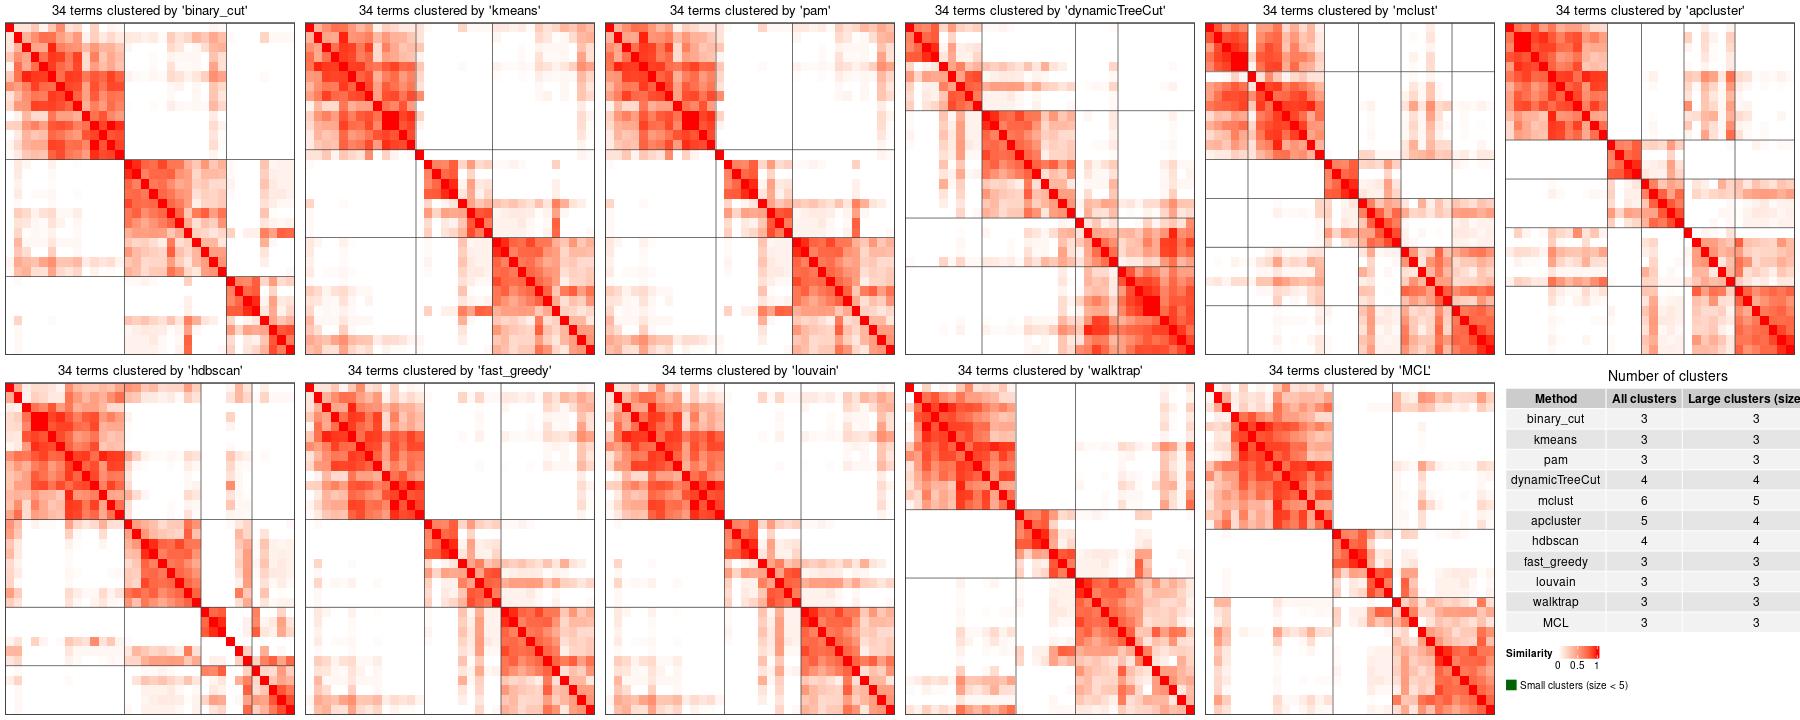 34 terms clustered by 'binary_cut'
34 terms clustered by 'kmeans'
34 terms clustered by 'pam'
34 terms clustered by 'dynamicTreeCut'
34 terms clustered by 'mclust'
34 terms clustered by 'apcluster'
34 terms clustered by 'hdbscan'
34 terms clustered by 'fast_greedy'
34 terms clustered by 'louvain'
34 terms clustered by 'walktrap'
34 terms clustered by 'MCL'
Number of clusters
Method All clusters Large clusters (size
binary_cut 3 3
kmeans 3 3
pam 3 3
dynamicTreeCut 4 4
mclust 6 5
apcluster 5 4
hdbscan 4 4
fast_greedy 3 3
louvain 3 3
walktrap 3 3
MCL 3 3
Similarity
0 0.5 1
Small clusters (size < 5)